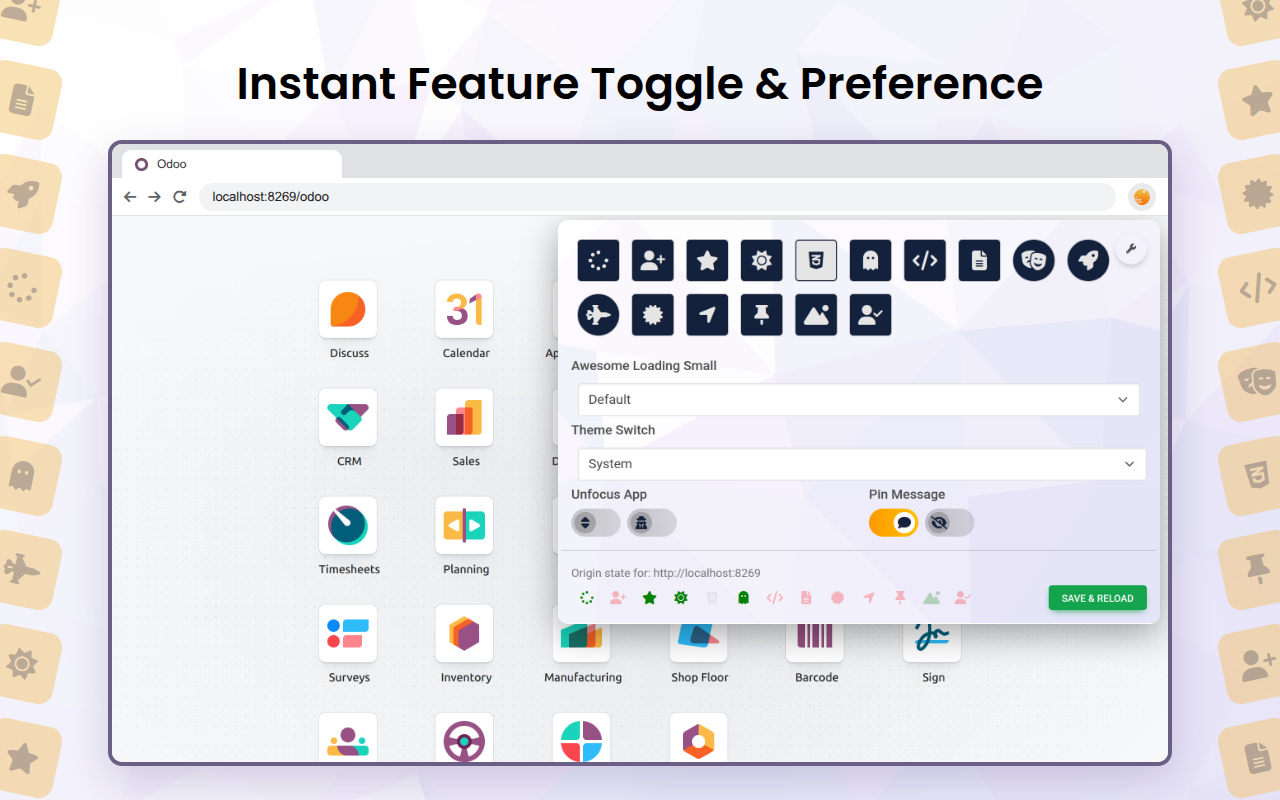 Instant Feature Toggle & Preference
Odoo
localhost:8269/odoo
Discuss
Calendar
31
Ap
Awesome Loading Small
Default
Theme Switch
System
Unfocus App
Pin Message
CRM
Sales
D
Timesheets
Planning
Origin state for: http://localhost:8269
SAVE & RELOAD
Surveys
Inventory
Manufacturing
Shop Floor
Barcode
Sign